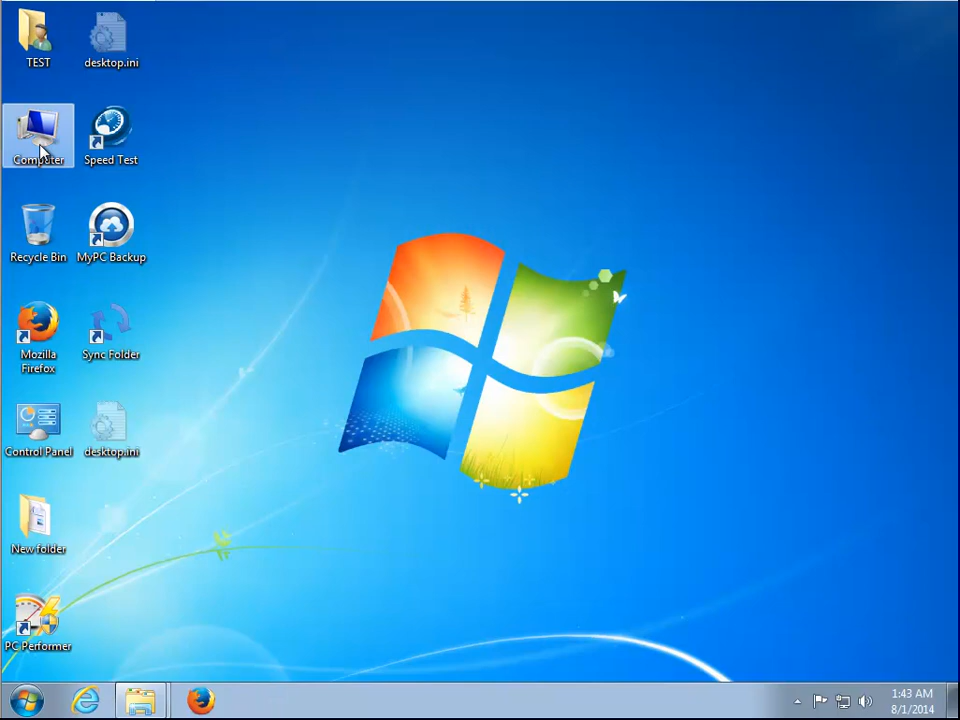 TEST
desktop.ini
Computer
Speed Test
Recycle Bin
MyPC Backup
Mozilla
Firefox
Sync Folder
Control Panel
desktop.ini
New folder
PC Performer
1:43 AM
8/1/2014